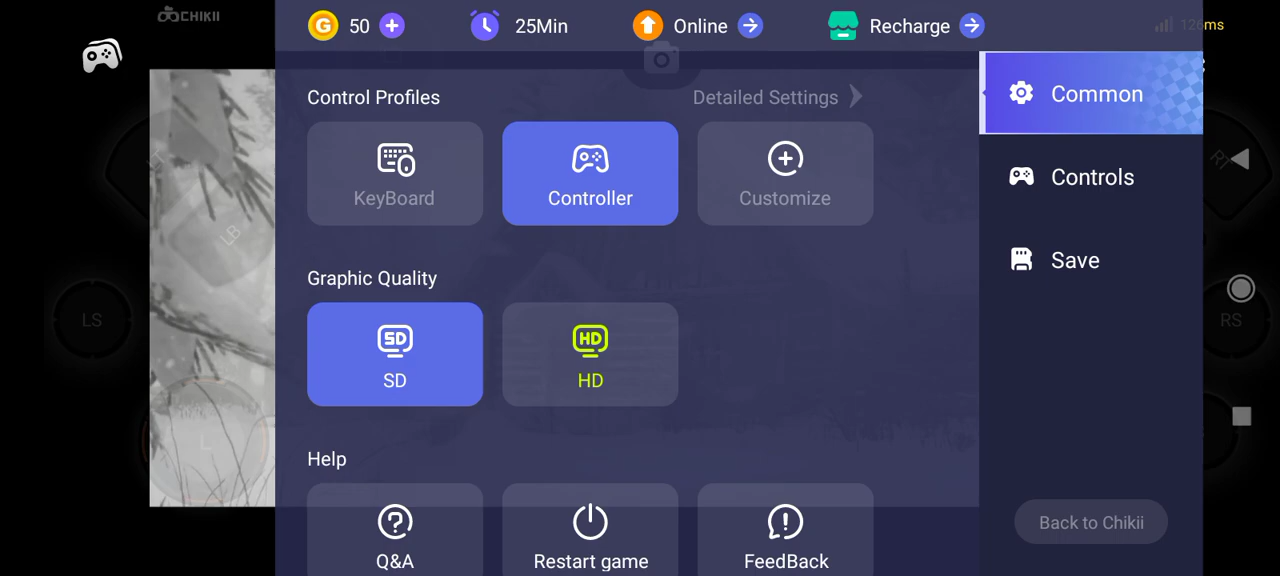 CHIKII
50
25Min
Online
Recharge
126ms
Control Profiles
Detailed Settings
KeyBoard
Controller
Customize
Graphic Quality
SD
SD
HD
HD
Help
Q&A
Restart game
FeedBack
Common
Controls
Save
Back to Chikii
LT
LB
LS
L
RS